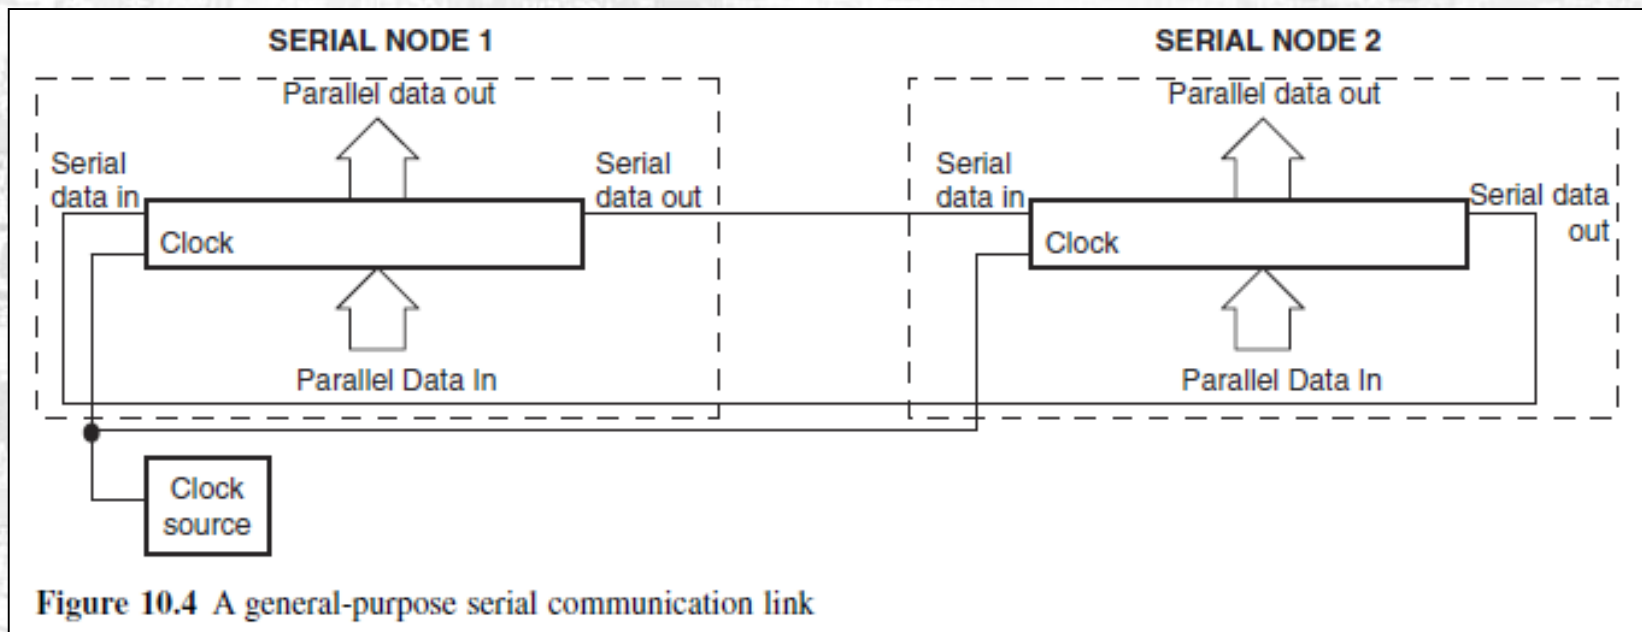 SERIAL NODE 1
SERIAL NODE 2
Parallel data out
Parallel data out
Serial
data in
Serial
data out
Serial
data in
Serial data
out
Clock
Clock
Parallel Data In
Parallel Data In
Clock
source
Figure 10.4 A general-purpose serial communication link